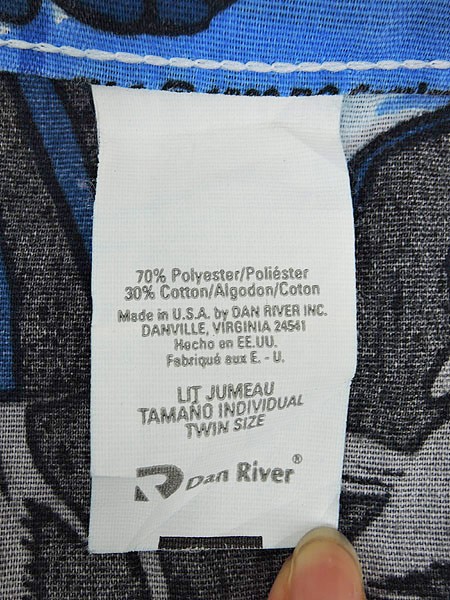 70% Polyester/Poliéster
30% Cotton/Algodon/Coton
Made in U.S.A. by DAN RIVER INC.
DANVILLE, VIRGINIA 24541
Hecho en EE.UU.
Fabriqué aux E. - U.
LIT JUMEAU
TAMAÑO INDIVIDUAL
TWIN SIZE
Dan River®